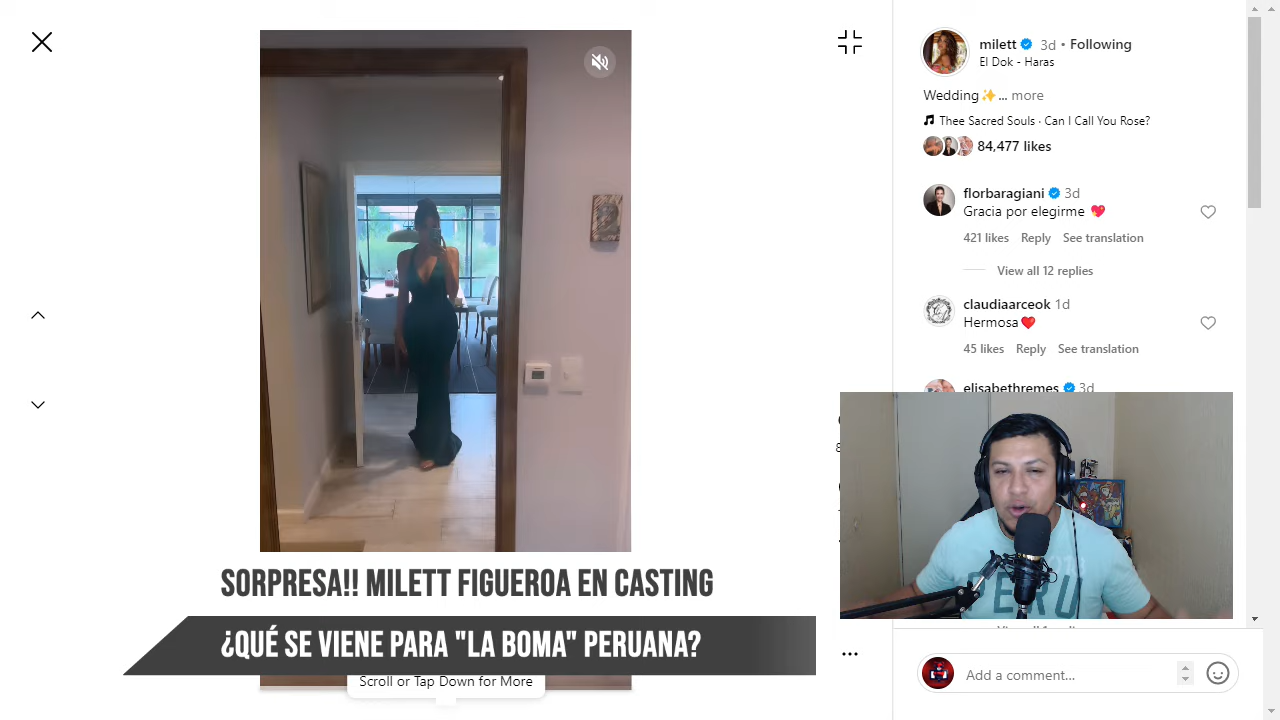 milett 3d • Following
El Dok - Haras
Wedding✨... more
Thee Sacred Souls · Can I Call You Rose?
84,477 likes
florbaragiani 3d
Gracia por elegirme 💖
421 likes Reply See translation
View all 12 replies
claudiaarceok 1d
Hermosa❤️
45 likes Reply See translation
elisabethremes 3d
PERU
SORPRESA!! MILETT FIGUEROA EN CASTING
¿QUÉ SE VIENE PARA "LA BOMA" PERUANA?
Scroll or Tap Down for More
Add a comment...